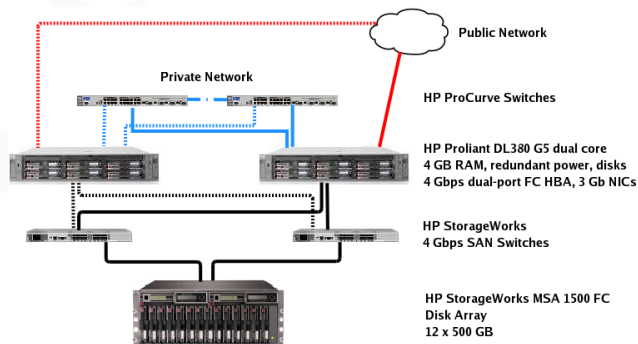 Public Network
Private Network
HP ProCurve Switches
HP Proliant DL380 G5 dual core
4 GB RAM, redundant power, disks
4 Gbps dual-port FC HBA, 3 Gb NICs
HP StorageWorks
4 Gbps SAN Switches
HP StorageWorks MSA 1500 FC
Disk Array
12 x 500 GB